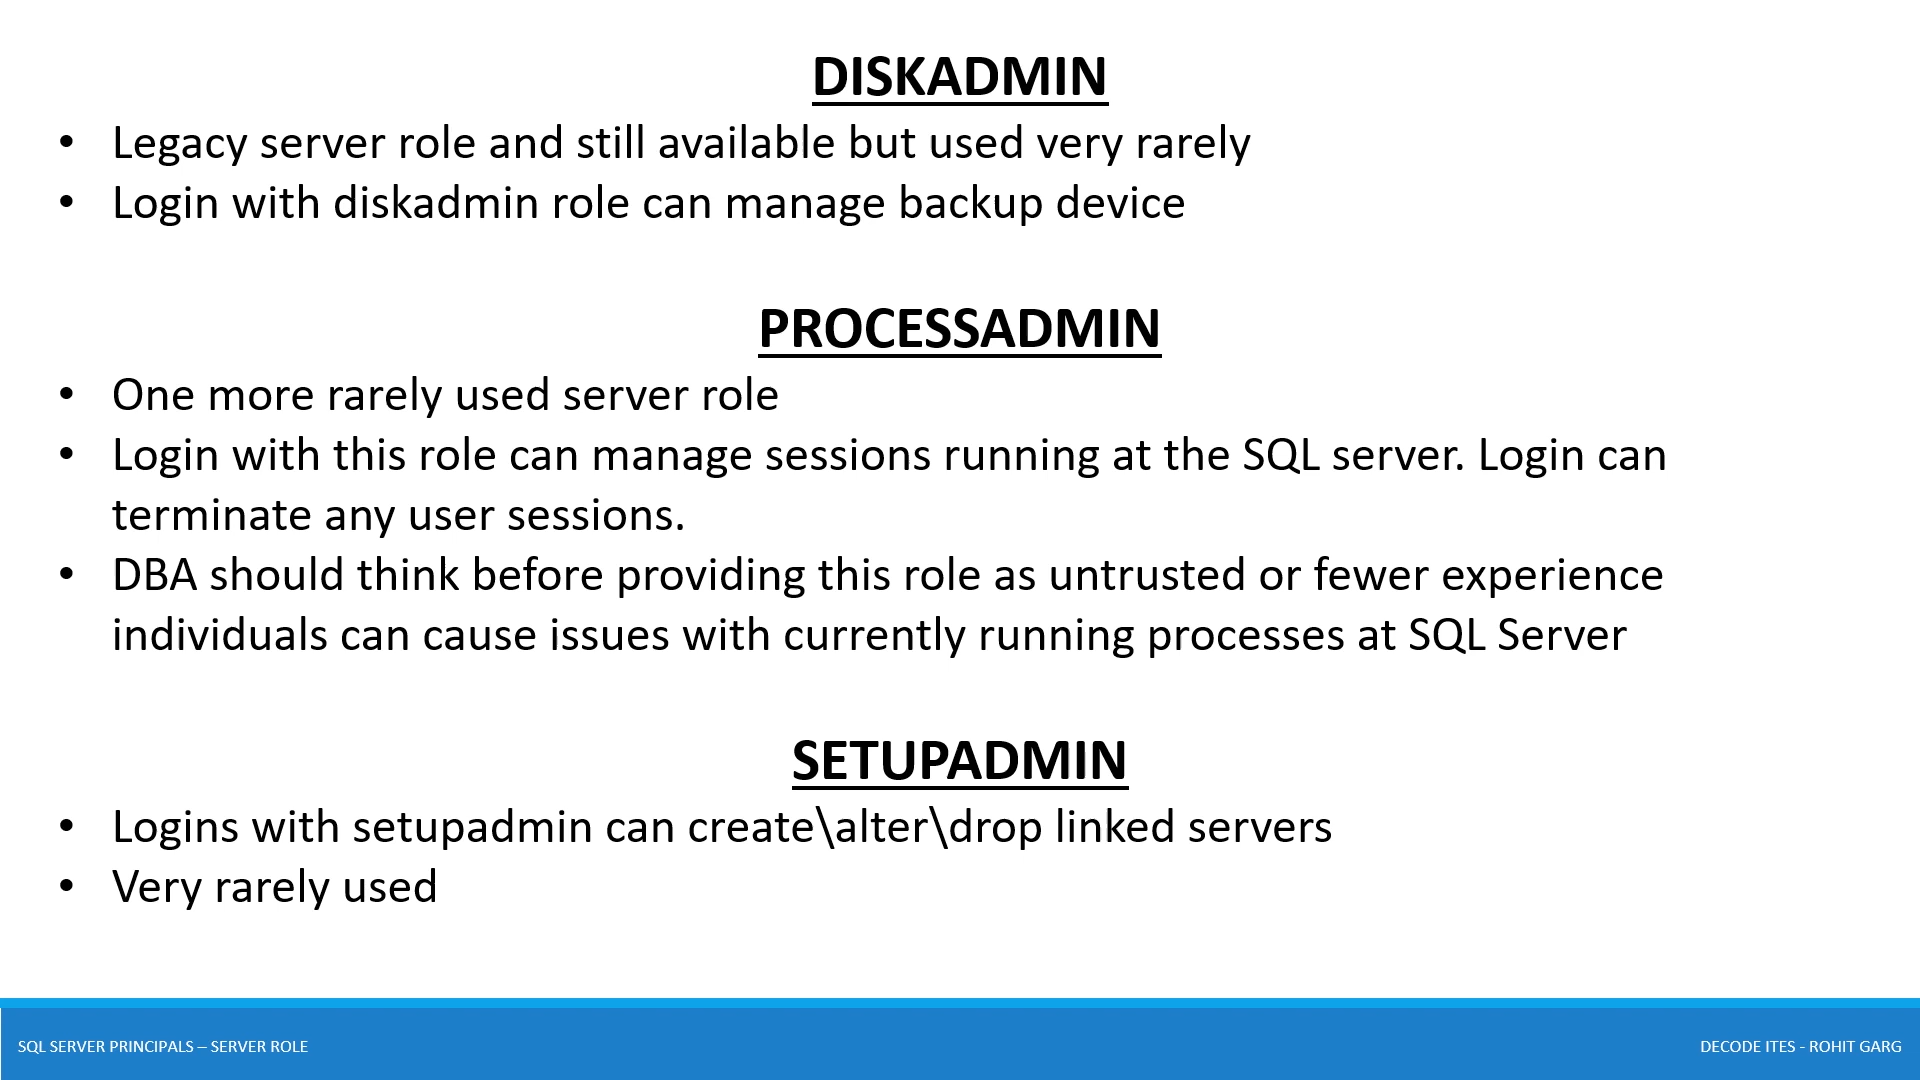 DISKADMIN
• Legacy server role and still available but used very rarely
• Login with diskadmin role can manage backup device
PROCESSADMIN
• One more rarely used server role
• Login with this role can manage sessions running at the SQL server. Login can
terminate any user sessions.
• DBA should think before providing this role as untrusted or fewer experience
individuals can cause issues with currently running processes at SQL Server
SETUPADMIN
• Logins with setupadmin can create\alter\drop linked servers
• Very rarely used
SQL SERVER PRINCIPALS – SERVER ROLE
DECODE ITES - ROHIT GARG